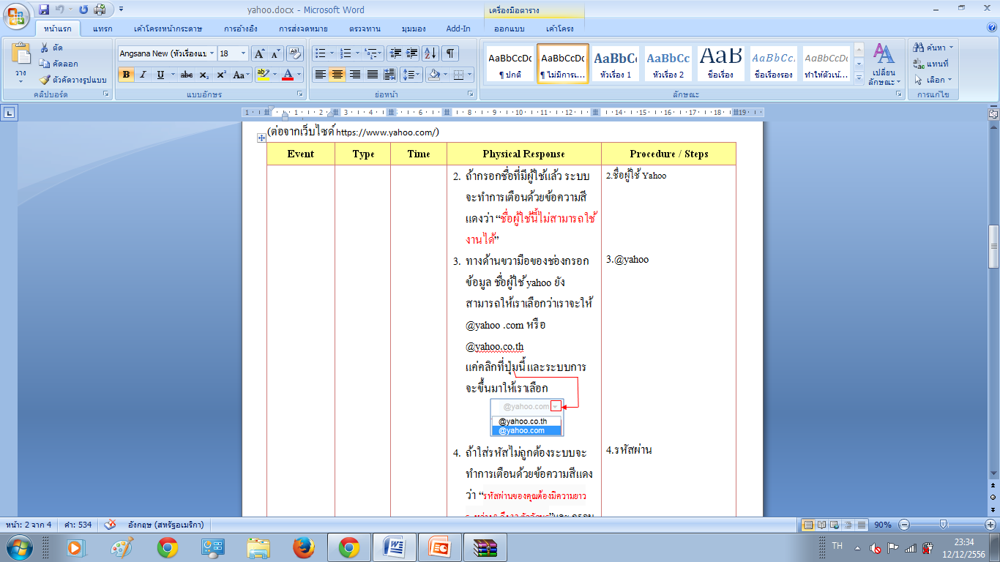 yahoo.docx - Microsoft Word
เครื่องมือตาราง
หน้าแรก แทรก เค้าโครงหน้ากระดาษ การอ้างอิง การส่งจดหมาย ตรวจทาน มุมมอง Add-In ออกแบบ เค้าโครง
วาง
ตัด
คัดลอก
ตัวคัดวางรูปแบบ
คลิปบอร์ด
Angsana New (หัวเรื่องแบ 18
B I U abc x₂ x² Aa
แบบอักษร
ย่อหน้า
AaBbCcDc AaBbCcDc AaBbC AaBbCc AaB AaBbCc. AaBbCcDc
¶ ปกติ ¶ ไม่มีการเ... หัวเรื่อง 1 หัวเรื่อง 2 ชื่อเรื่อง ชื่อเรื่องรอง ทำให้ตัวเน้...
ลักษณะ
เปลี่ยน
ลักษณะ
ค้นหา
แทนที่
เลือก
การแก้ไข
1 1 2 3 4 6 8 9 10 11 12 13 14 15 16 17 18 19
(ต่อจากเว็บไซด์ https://www.yahoo.com/)
Event Type Time Physical Response Procedure / Steps
2. ถ้ากรอกชื่อที่มีผู้ใช้แล้ว ระบบ 2.ชื่อผู้ใช้ Yahoo
จะทำการเตือนด้วยข้อความสี
แดงว่า “ชื่อผู้ใช้นี้ไม่สามารถใช้
งานได้”
3. ทางด้านขวามือของช่องกรอก 3.@yahoo
ข้อมูล ชื่อผู้ใช้ yahoo ยัง
สามารถให้เราเลือกว่าเราจะให้
@yahoo .com หรือ
@yahoo.co.th
แค่คลิกที่ปุ่มนี้ และระบบการ
จะขึ้นมาให้เราเลือก
@yahoo.com
@yahoo.co.th
@yahoo.com
4. ถ้าใส่รหัสไม่ถูกต้องระบบจะ 4.รหัสผ่าน
ทำการเตือนด้วยข้อความสีแดง
ว่า “รหัสผ่านของคุณต้องมีความยาว
หน้า: 2 จาก 4 คำ: 534 อังกฤษ (สหรัฐอเมริกา) 90%
TH 23:34
12/12/2556